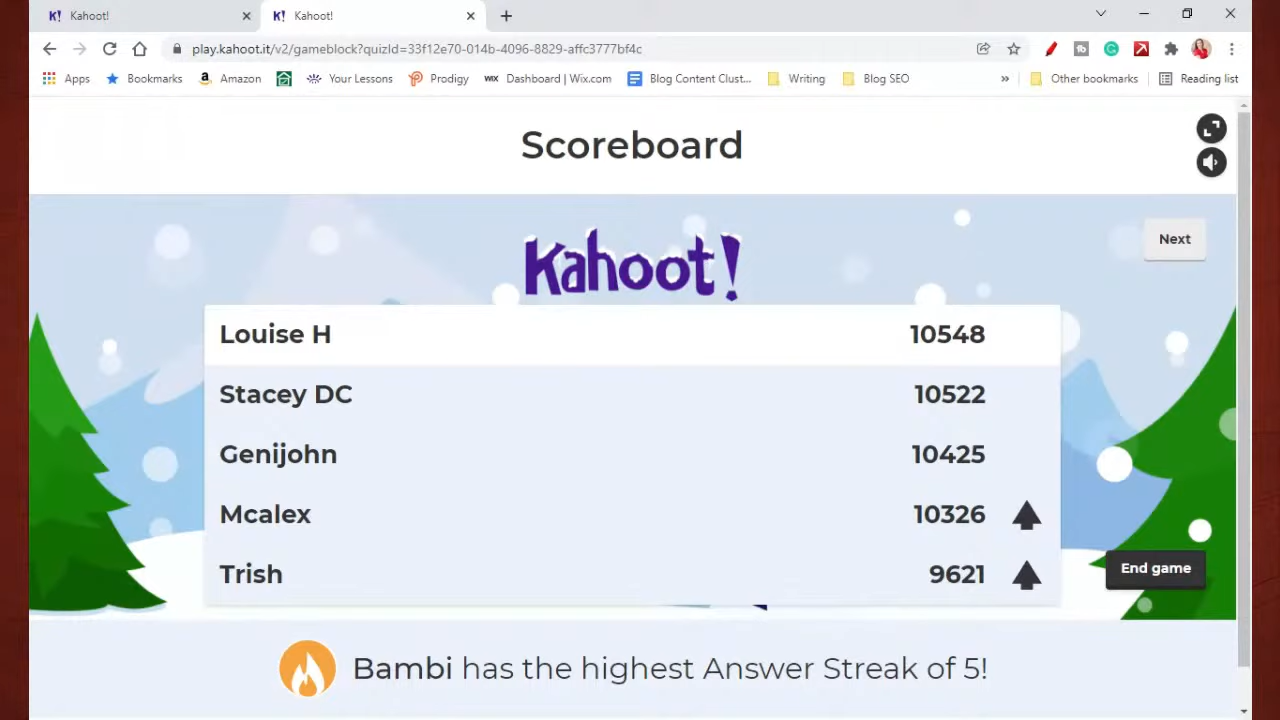 Kahoot!
Kahoot!
play.kahoot.it/v2/gameblock?quizId=33f12e70-014b-4096-8829-affc3777bf4c
Apps Bookmarks Amazon Your Lessons Prodigy WIX Dashboard | Wix.com Blog Content Clust... Writing Blog SEO » Other bookmarks Reading list
Scoreboard
Kahoot!
Next
Louise H 10548
Stacey DC 10522
Genijohn 10425
Mcalex 10326
Trish 9621
End game
Bambi has the highest Answer Streak of 5!